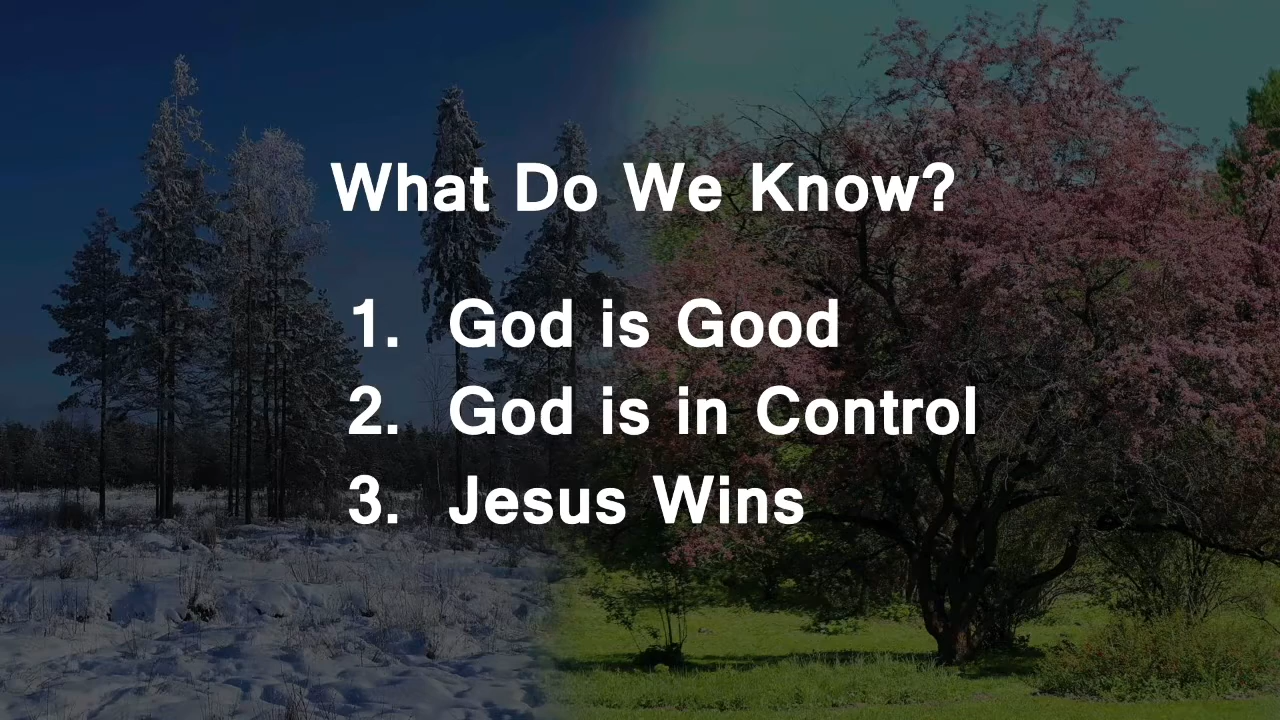 What Do We Know?
1. God is Good
2. God is in Control
3. Jesus Wins